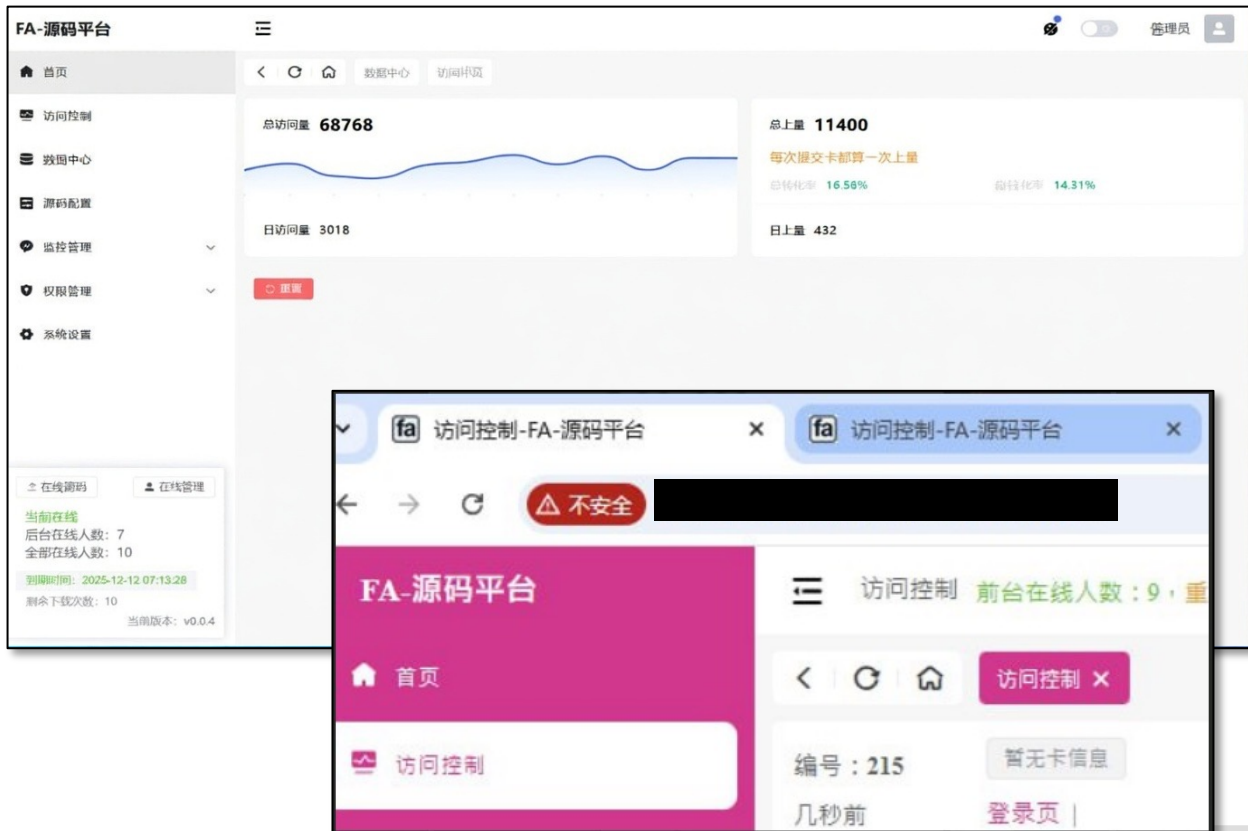 FA-源码平台
管理员
首页
访问控制
数据中心
源码配置
监控管理
权限管理
系统设置
数据中心
总访问量 68768
日访问量 3018
总上量 11400
每次提交卡都算一次上量
总转化率 16.56%
14.31%
日上量 432
重置
在线管理
当前在线
后台在线人数：7
全部在线人数：10
到期时间：2025-12-12 07:13:28
剩余下载次数：10
当前版本：v0.0.4
fa 访问控制-FA-源码平台
fa 访问控制-FA-源码平台
不安全
FA-源码平台
首页
访问控制
访问控制 前台在线人数：9，重
访问控制
编号：215
暂无卡信息
几秒前
登录页 |